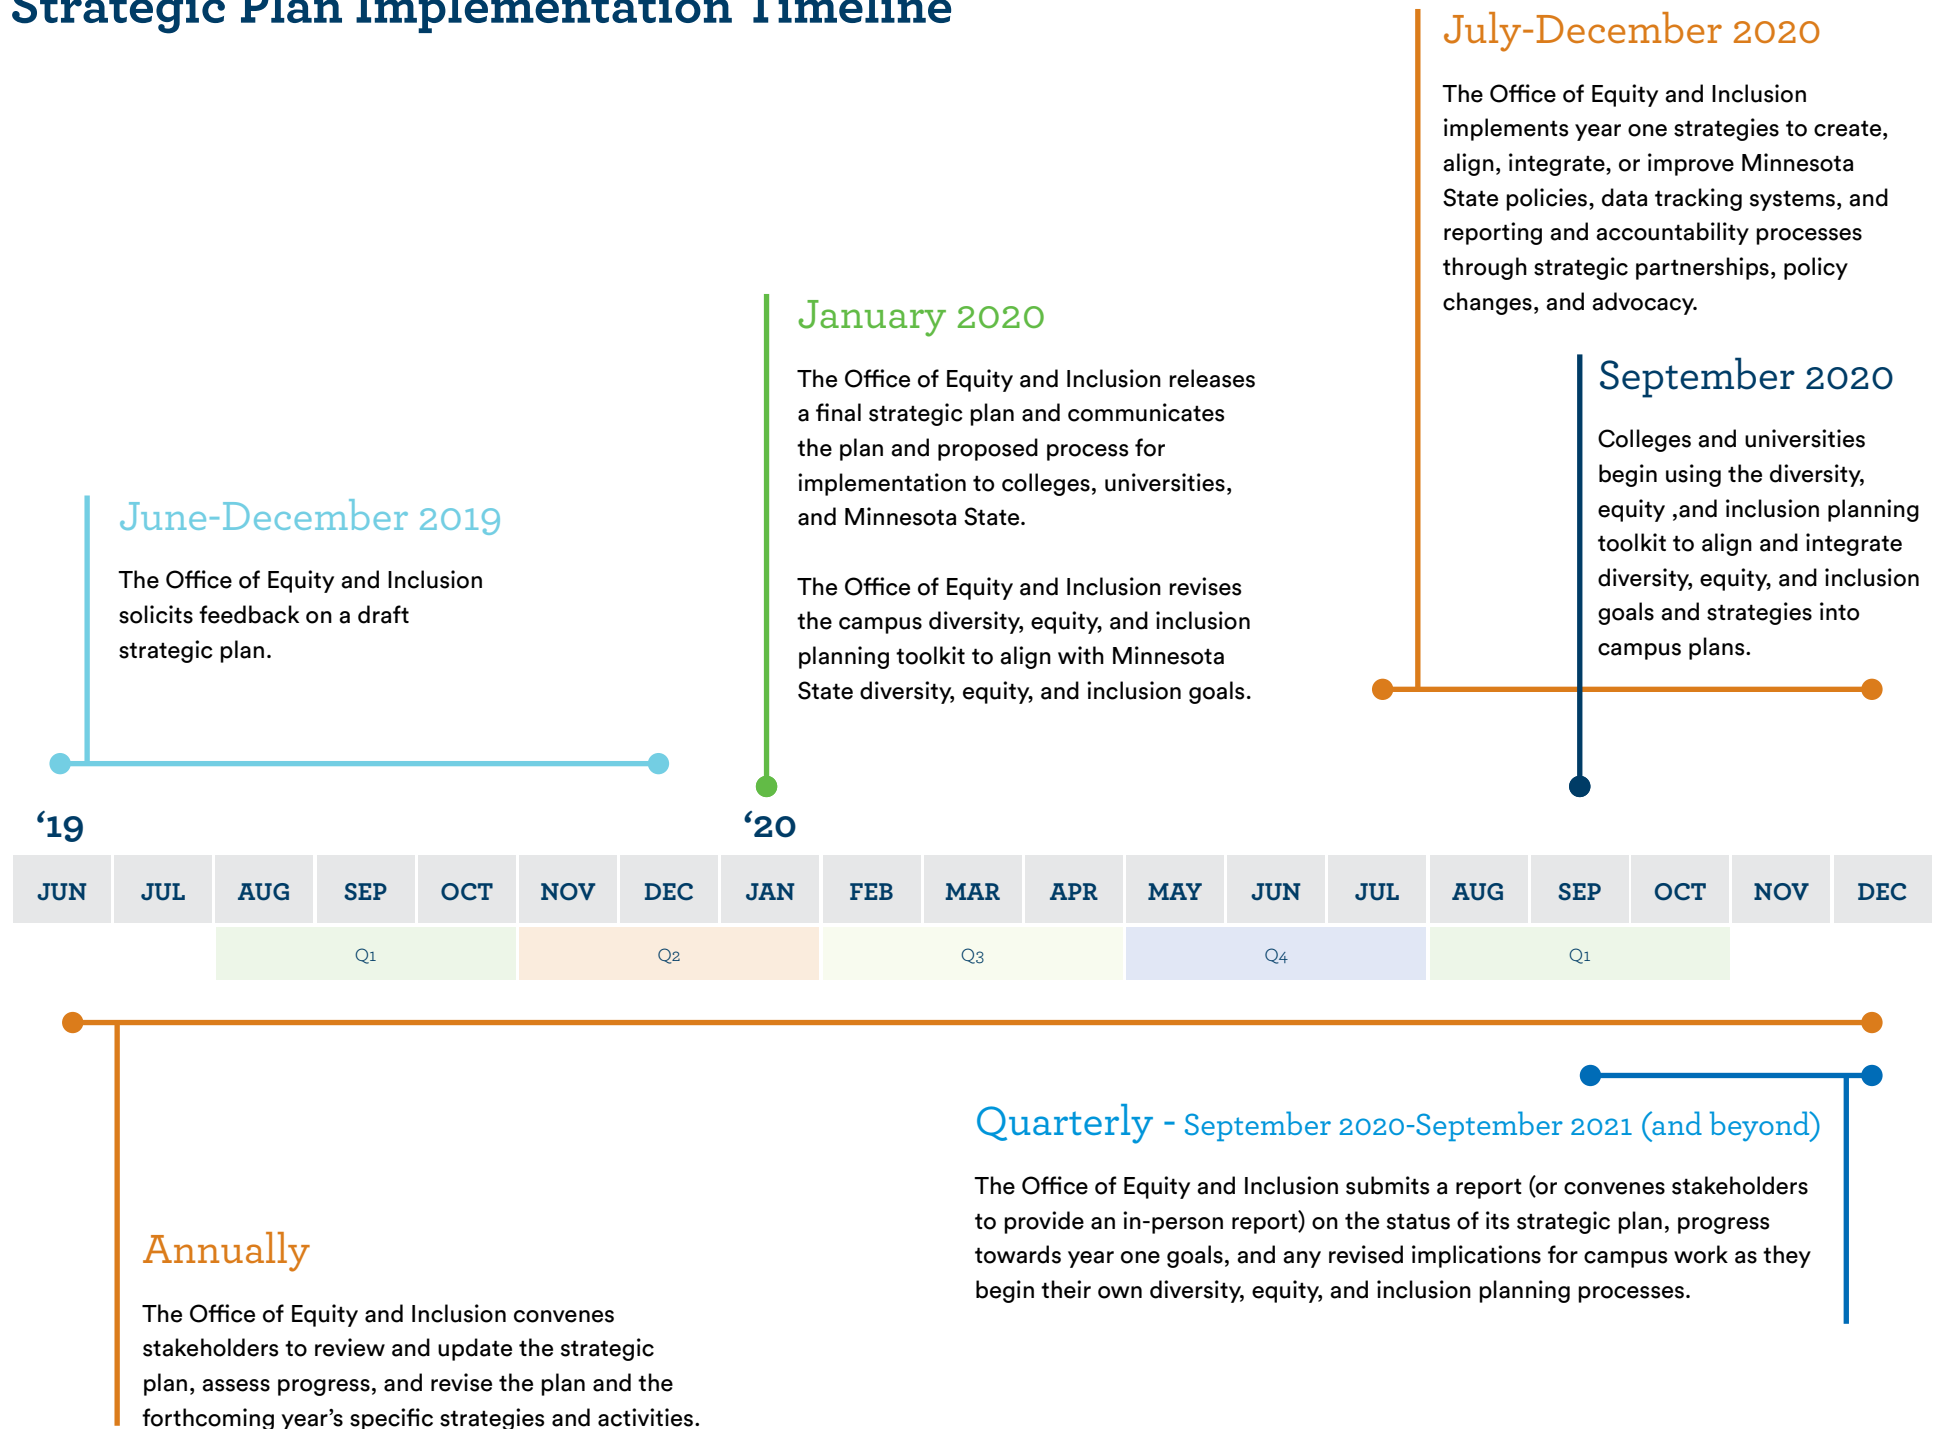 Strategic Plan Implementation Timeline
July-December 2020
The Office of Equity and Inclusion
implements year one strategies to create,
align, integrate, or improve Minnesota
State policies, data tracking systems, and
reporting and accountability processes
through strategic partnerships, policy
changes, and advocacy.
January 2020
The Office of Equity and Inclusion releases
a final strategic plan and communicates
the plan and proposed process for
implementation to colleges, universities,
and Minnesota State.
The Office of Equity and Inclusion revises
the campus diversity, equity, and inclusion
planning toolkit to align with Minnesota
State diversity, equity, and inclusion goals.
September 2020
Colleges and universities
begin using the diversity,
equity ,and inclusion planning
toolkit to align and integrate
diversity, equity, and inclusion
goals and strategies into
campus plans.
June-December 2019
The Office of Equity and Inclusion
solicits feedback on a draft
strategic plan.
‘19 ‘20
JUN JUL AUG SEP OCT NOV DEC JAN FEB MAR APR MAY JUN JUL AUG SEP OCT NOV DEC
Q1 Q2 Q3 Q4 Q1
Quarterly - September 2020-September 2021 (and beyond)
The Office of Equity and Inclusion submits a report (or convenes stakeholders
to provide an in-person report) on the status of its strategic plan, progress
towards year one goals, and any revised implications for campus work as they
begin their own diversity, equity, and inclusion planning processes.
Annually
The Office of Equity and Inclusion convenes
stakeholders to review and update the strategic
plan, assess progress, and revise the plan and the
forthcoming year’s specific strategies and activities.